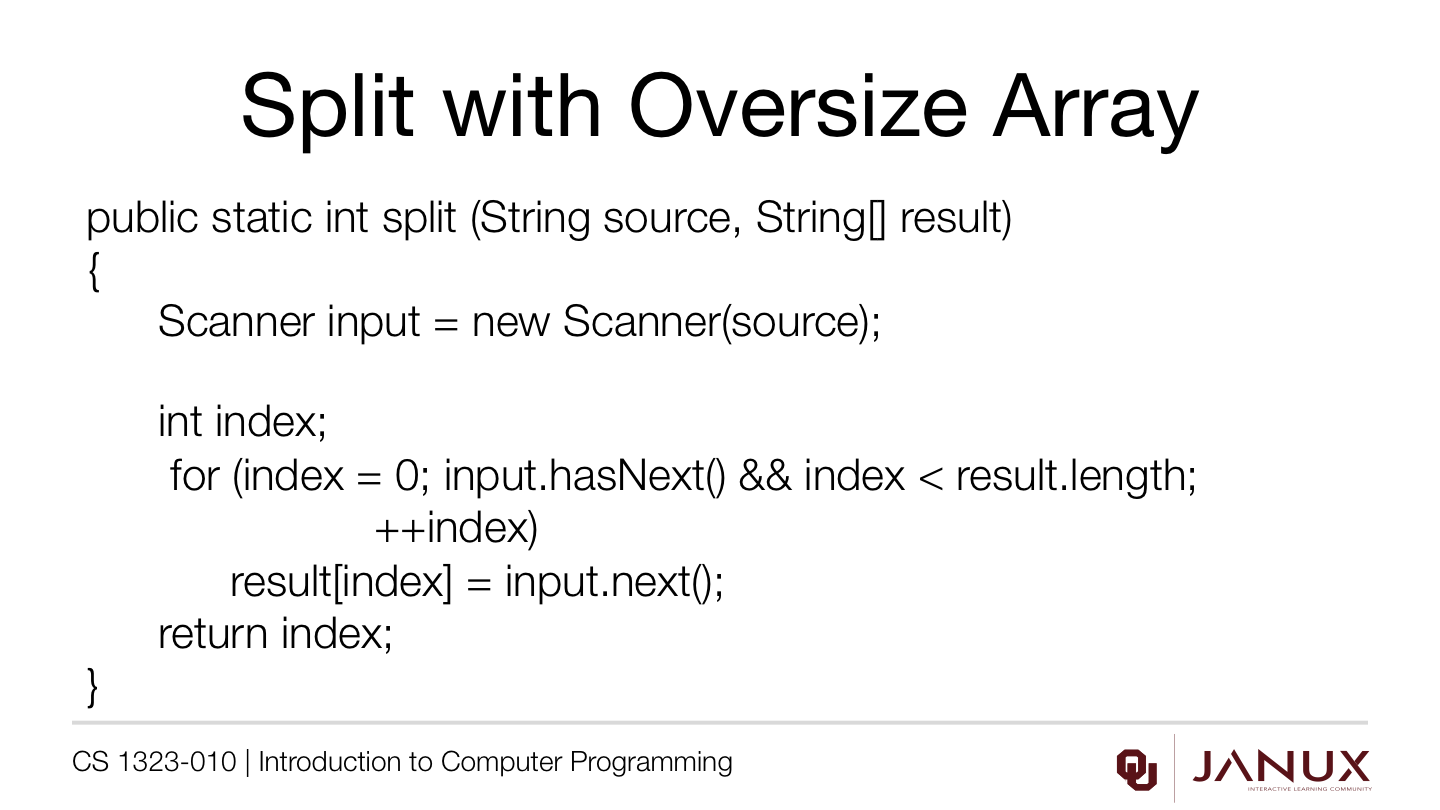 Split with Oversize Array
public static int split (String source, String[] result)
{
Scanner input = new Scanner(source);
int index;
for (index = 0; input.hasNext() && index < result.length;
++index)
result[index] = input.next();
return index;
}
CS 1323-010 | Introduction to Computer Programming
OU
JANUX
INTERACTIVE LEARNING COMMUNITY